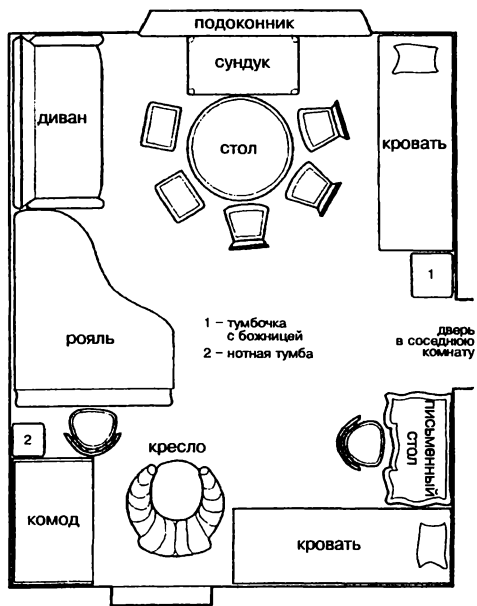 ПОДОКОННИК
СУНДУК
ДИВАН
СТОЛ
КРОВАТЬ
1
1 – ТУМБОЧКА
С БОЖНИЦЕЙ
2 – НОТНАЯ ТУМБА
ДВЕРЬ
В СОСЕДНЮЮ
КОМНАТУ
РОЯЛЬ
ПИСЬМЕННЫЙ
СТОЛ
2
КРЕСЛО
КОМОД
КРОВАТЬ